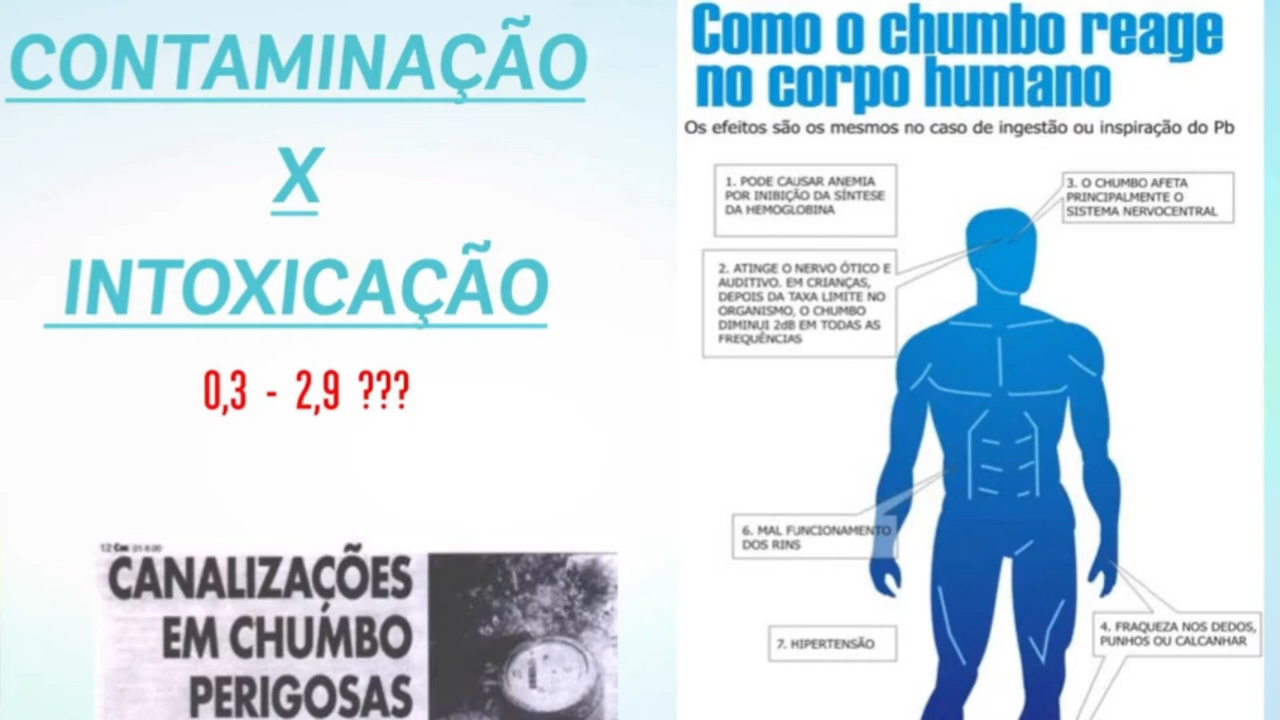 CONTAMINAÇÃO
X
INTOXICAÇÃO
0,3 - 2,9 ???
CANALIZAÇÕES
EM CHUMBO
PERIGOSAS
Como o chumbo reage
no corpo humano
Os efeitos são os mesmos no caso de ingestão ou inspiração do Pb
1. PODE CAUSAR ANEMIA
POR INIBIÇÃO DA SÍNTESE
DA HEMOGLOBINA
3. O CHUMBO AFETA
PRINCIPALMENTE O
SISTEMA NERVOCENTRAL
2. ATINGE O NERVO ÓTICO E
AUDITIVO. EM CRIANÇAS,
DEPOIS DA TAXA LIMITE NO
ORGANISMO, O CHUMBO
DIMINUI 2dB EM TODAS AS
FREQUÊNCIAS
6. MAL FUNCIONAMENTO
DOS RINS
4. FRAQUEZA NOS DEDOS,
PUNHOS OU CALCANHAR
7. HIPERTENSÃO